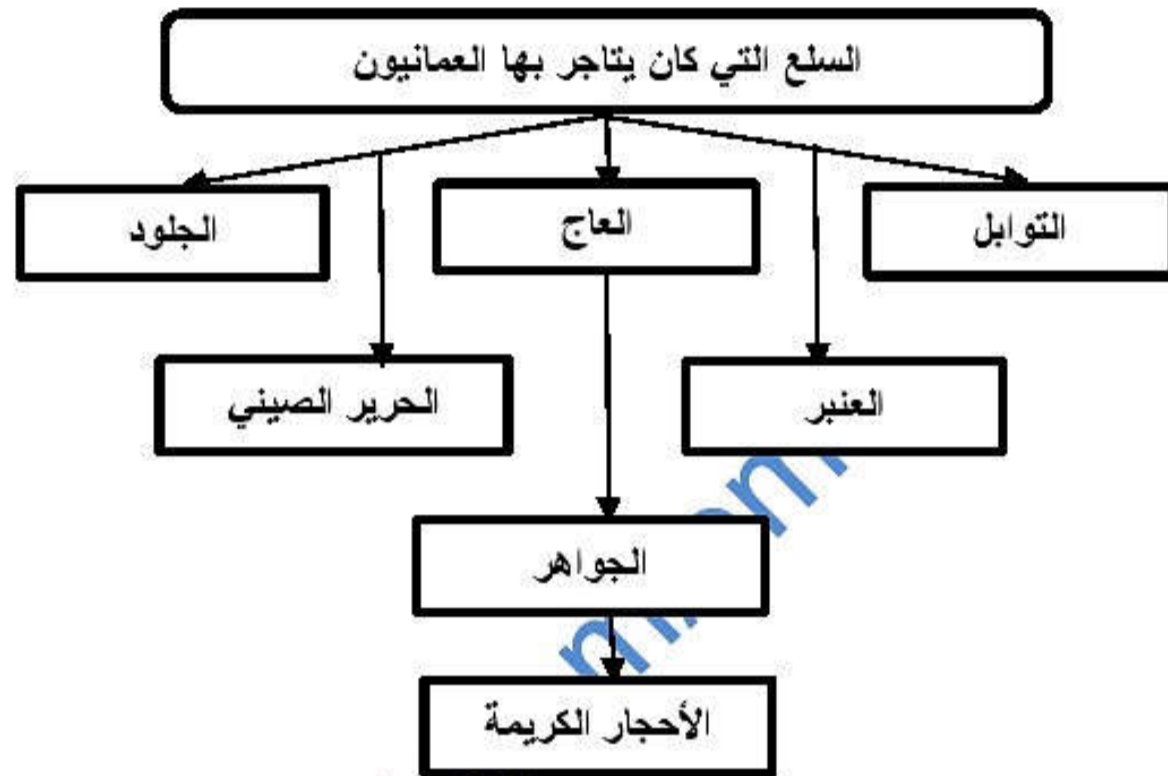 السلع التي كان يتاجر بها العمانيون
التوابل
العاج
الجلود
العنبر
الحرير الصيني
الجواهر
الأحجار الكريمة